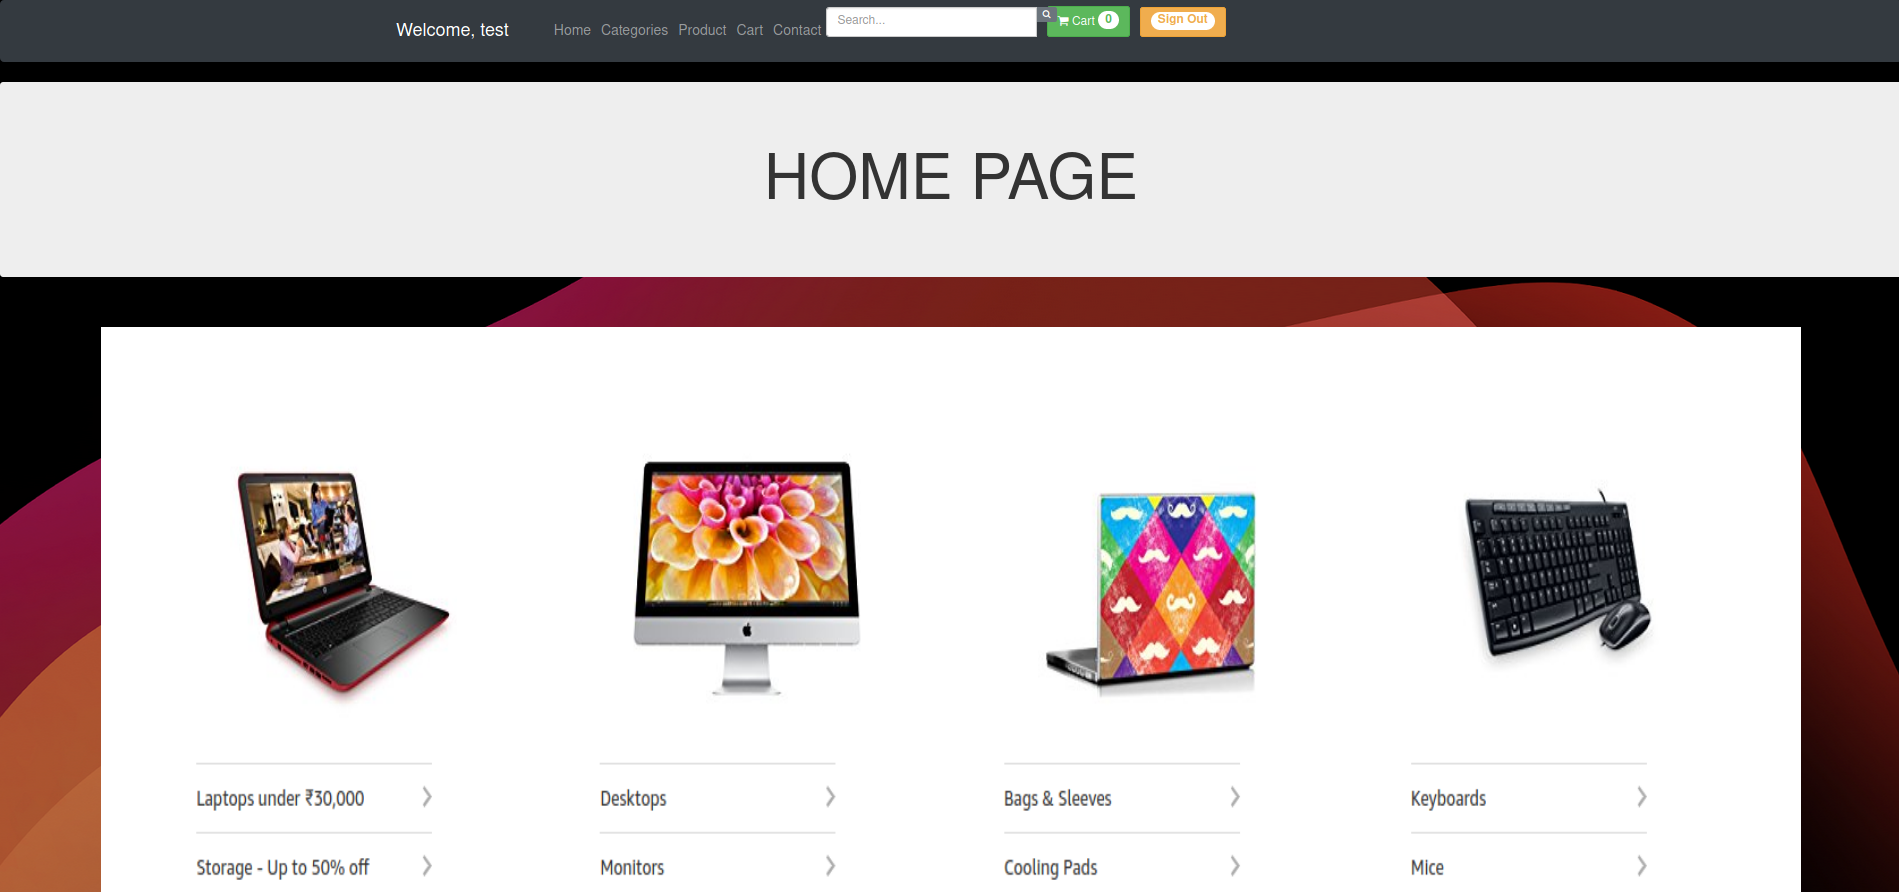 Welcome, test
Home Categories Product Cart Contact
Search...
Cart 0
Sign Out
HOME PAGE
Laptops under ₹30,000
Desktops
Bags & Sleeves
Keyboards
Storage - Up to 50% off
Monitors
Cooling Pads
Mice